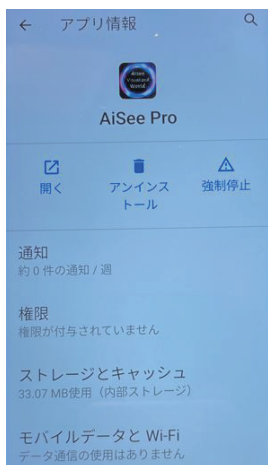 アプリ情報
AiSee Pro
開く
アンインストール
強制停止
通知
約 0 件の通知 / 週
権限
権限が付与されていません
ストレージとキャッシュ
33.07 MB使用（内部ストレージ）
モバイルデータと Wi-Fi
データ通信の使用はありません